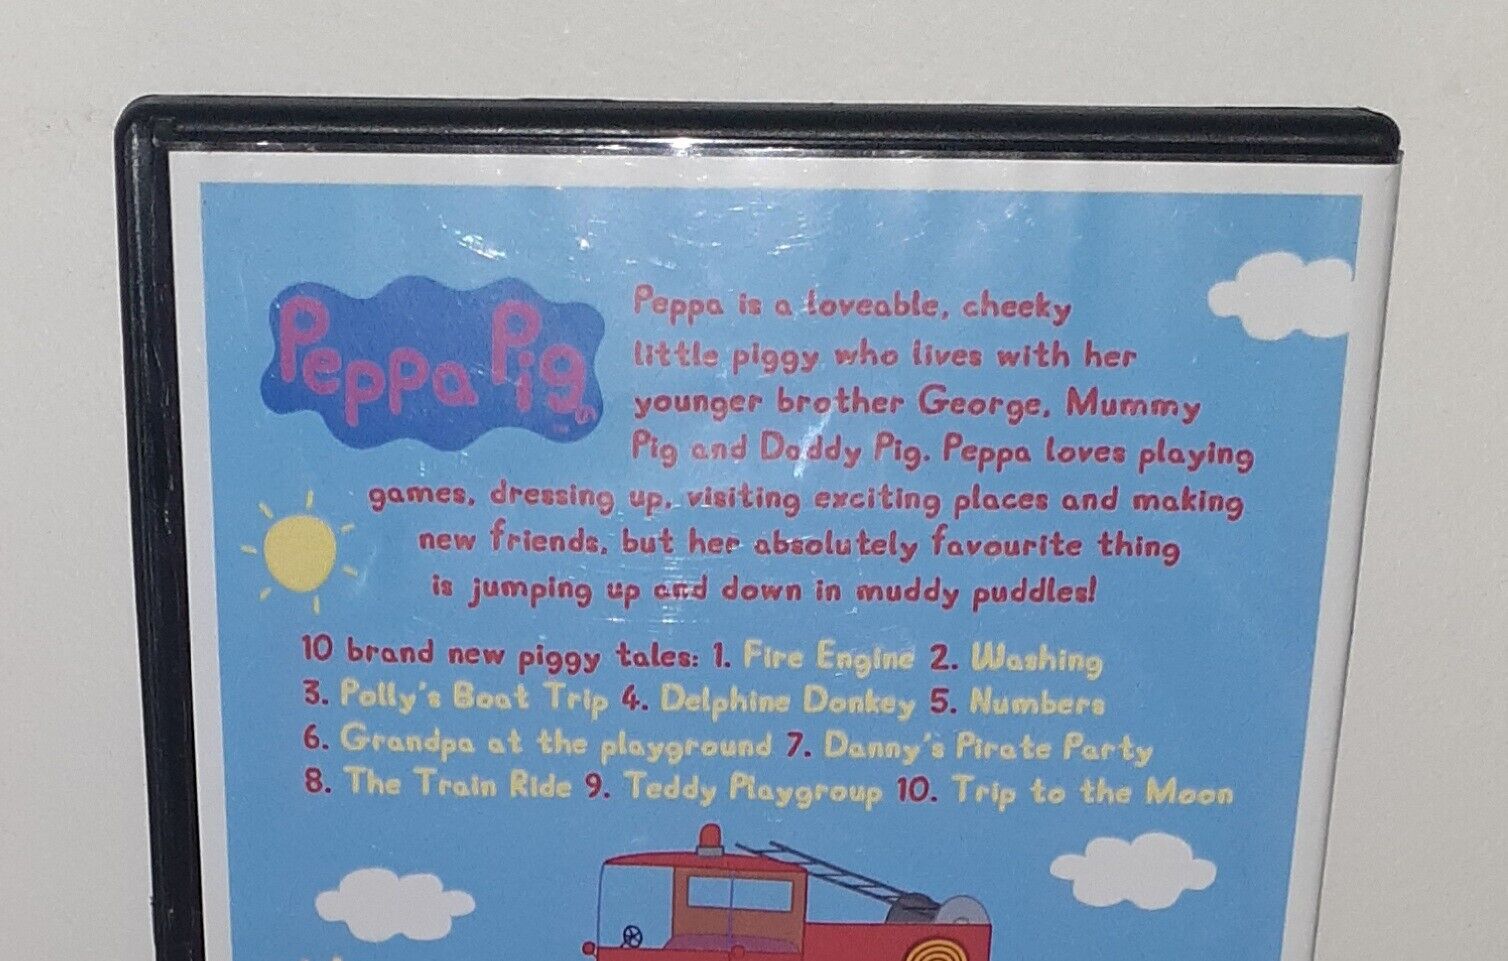 Peppa Pig
Peppa is a loveable, cheeky
little piggy who lives with her
younger brother George, Mummy
Pig and Daddy Pig. Peppa loves playing
games, dressing up, visiting exciting places and making
new friends, but her absolutely favourite thing
is jumping up and down in muddy puddles!
10 brand new piggy tales: 1. Fire Engine 2. Washing
3. Polly's Boat Trip 4. Delphine Donkey 5. Numbers
6. Grandpa at the playground 7. Danny's Pirate Party
8. The Train Ride 9. Teddy Playgroup 10. Trip to the Moon